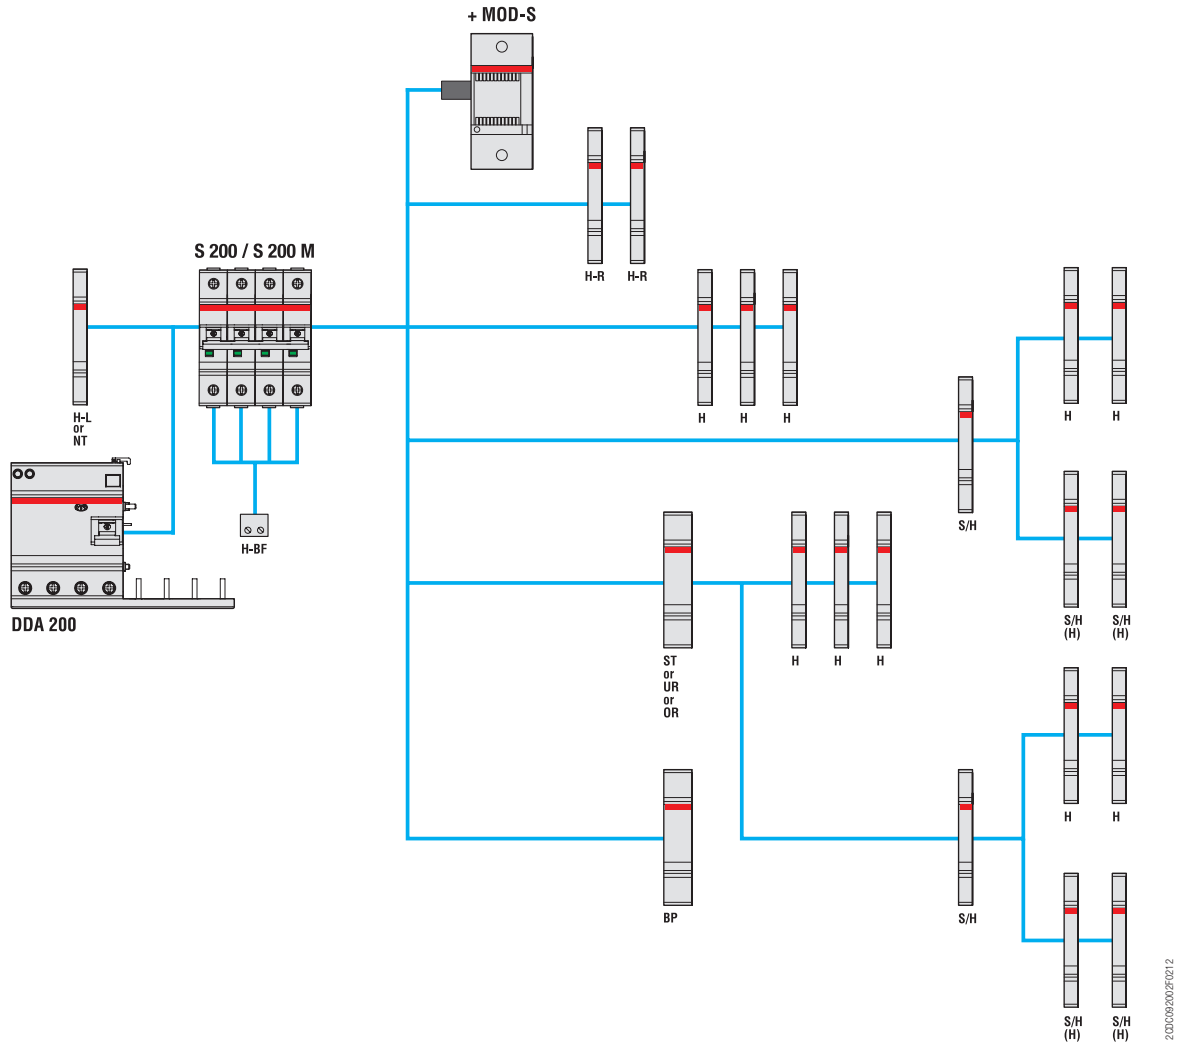 + MOD-S
H-R
H-R
S 200 / S 200 M
H-L
or
NT
H
H
H
H
H
S/H
H-BF
DDA 200
S/H
(H)
S/H
(H)
ST
or
UR
or
OR
H
H
H
H
H
BP
S/H
S/H
(H)
S/H
(H)
2CDC092002F0212